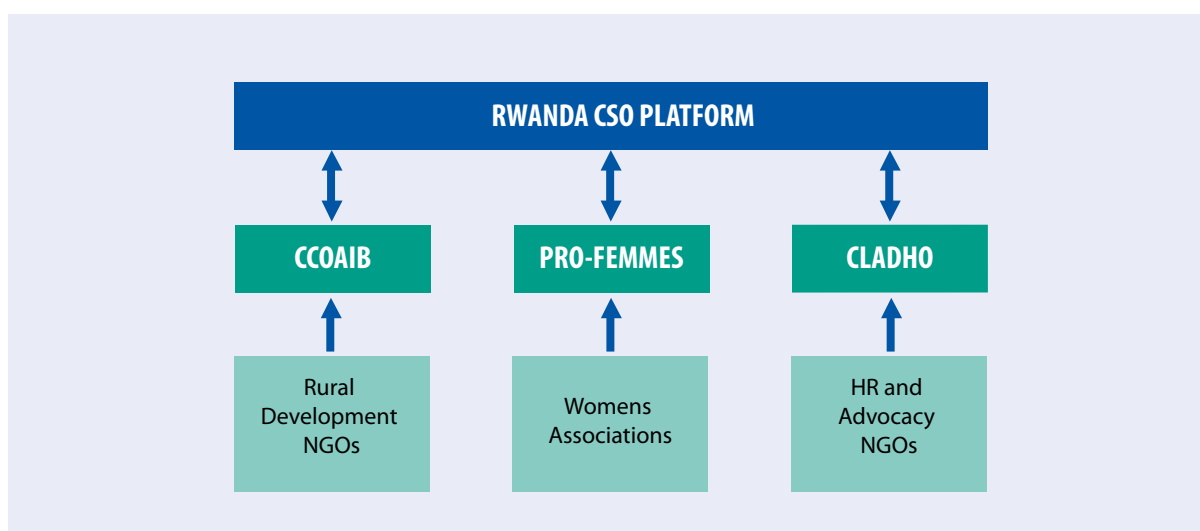 RWANDA CSO PLATFORM
CCOAIB
PRO-FEMMES
CLADHO
Rural
Development
NGOs
Womens
Associations
HR and
Advocacy
NGOs